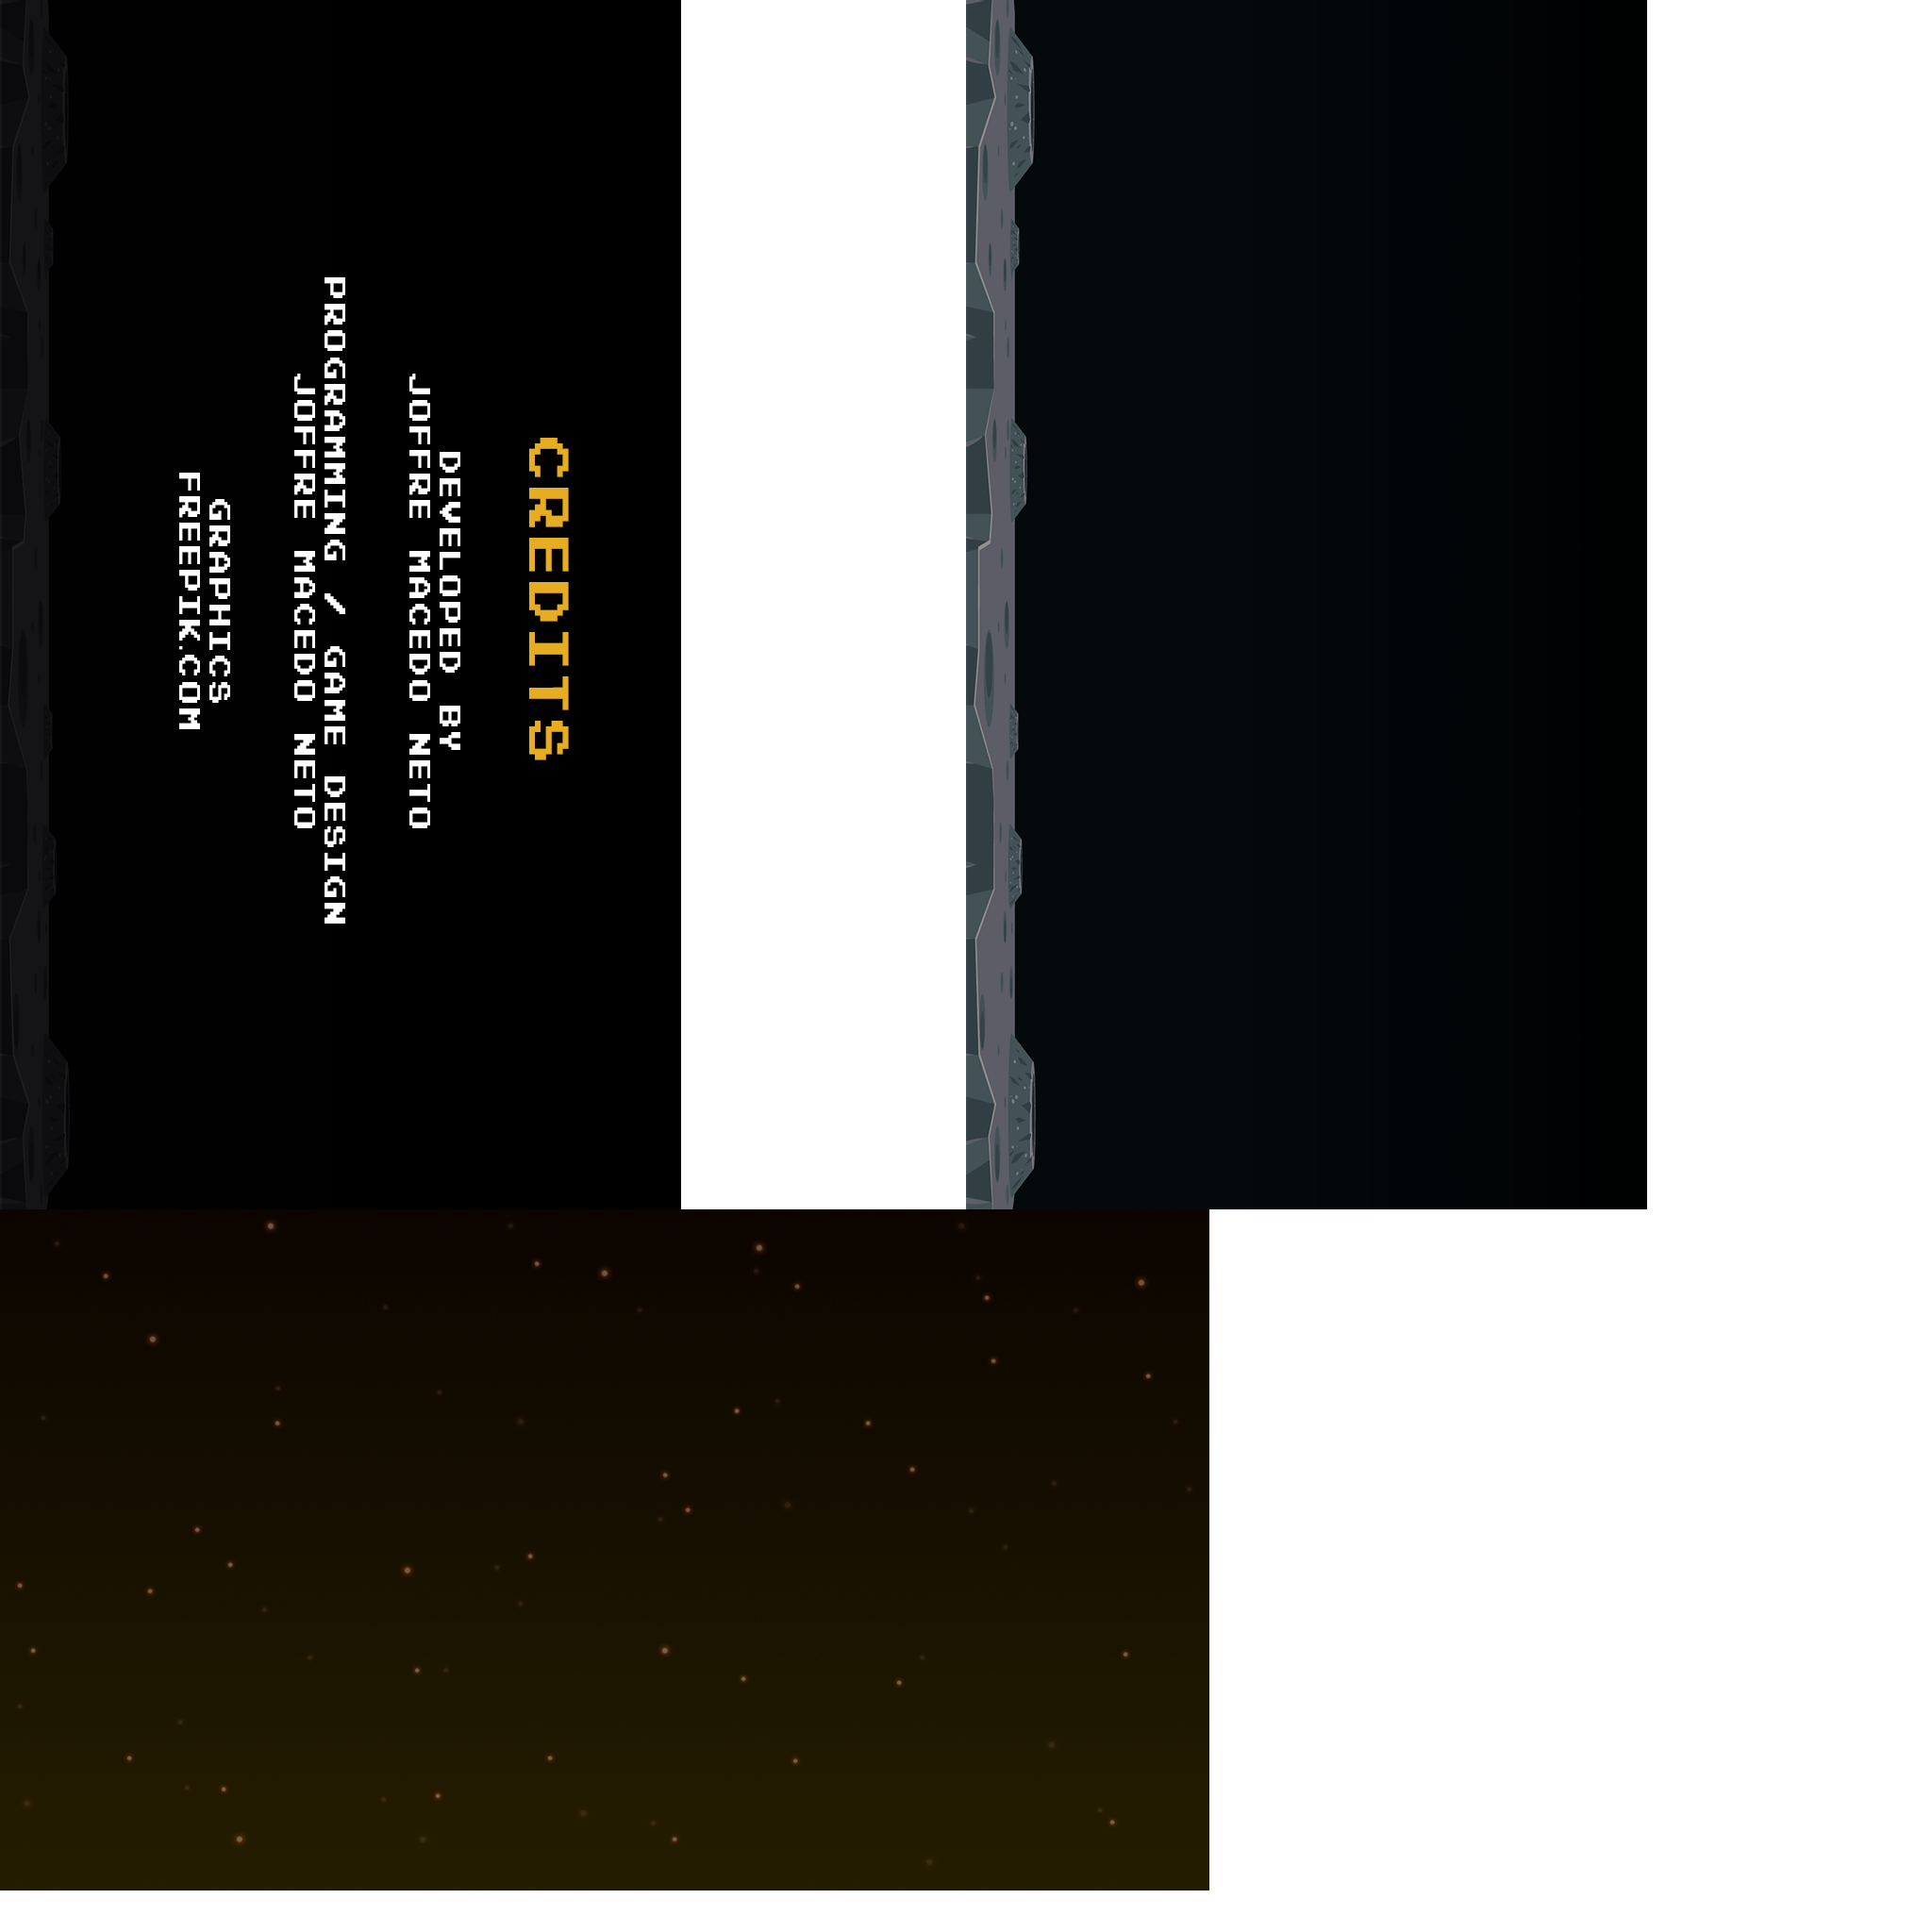 CREDITS
DEVELOPED BY
JOFFRE MACEDO NETO
PROGRAMMING / GAME DESIGN
JOFFRE MACEDO NETO
GRAPHICS
FREEPIK.COM